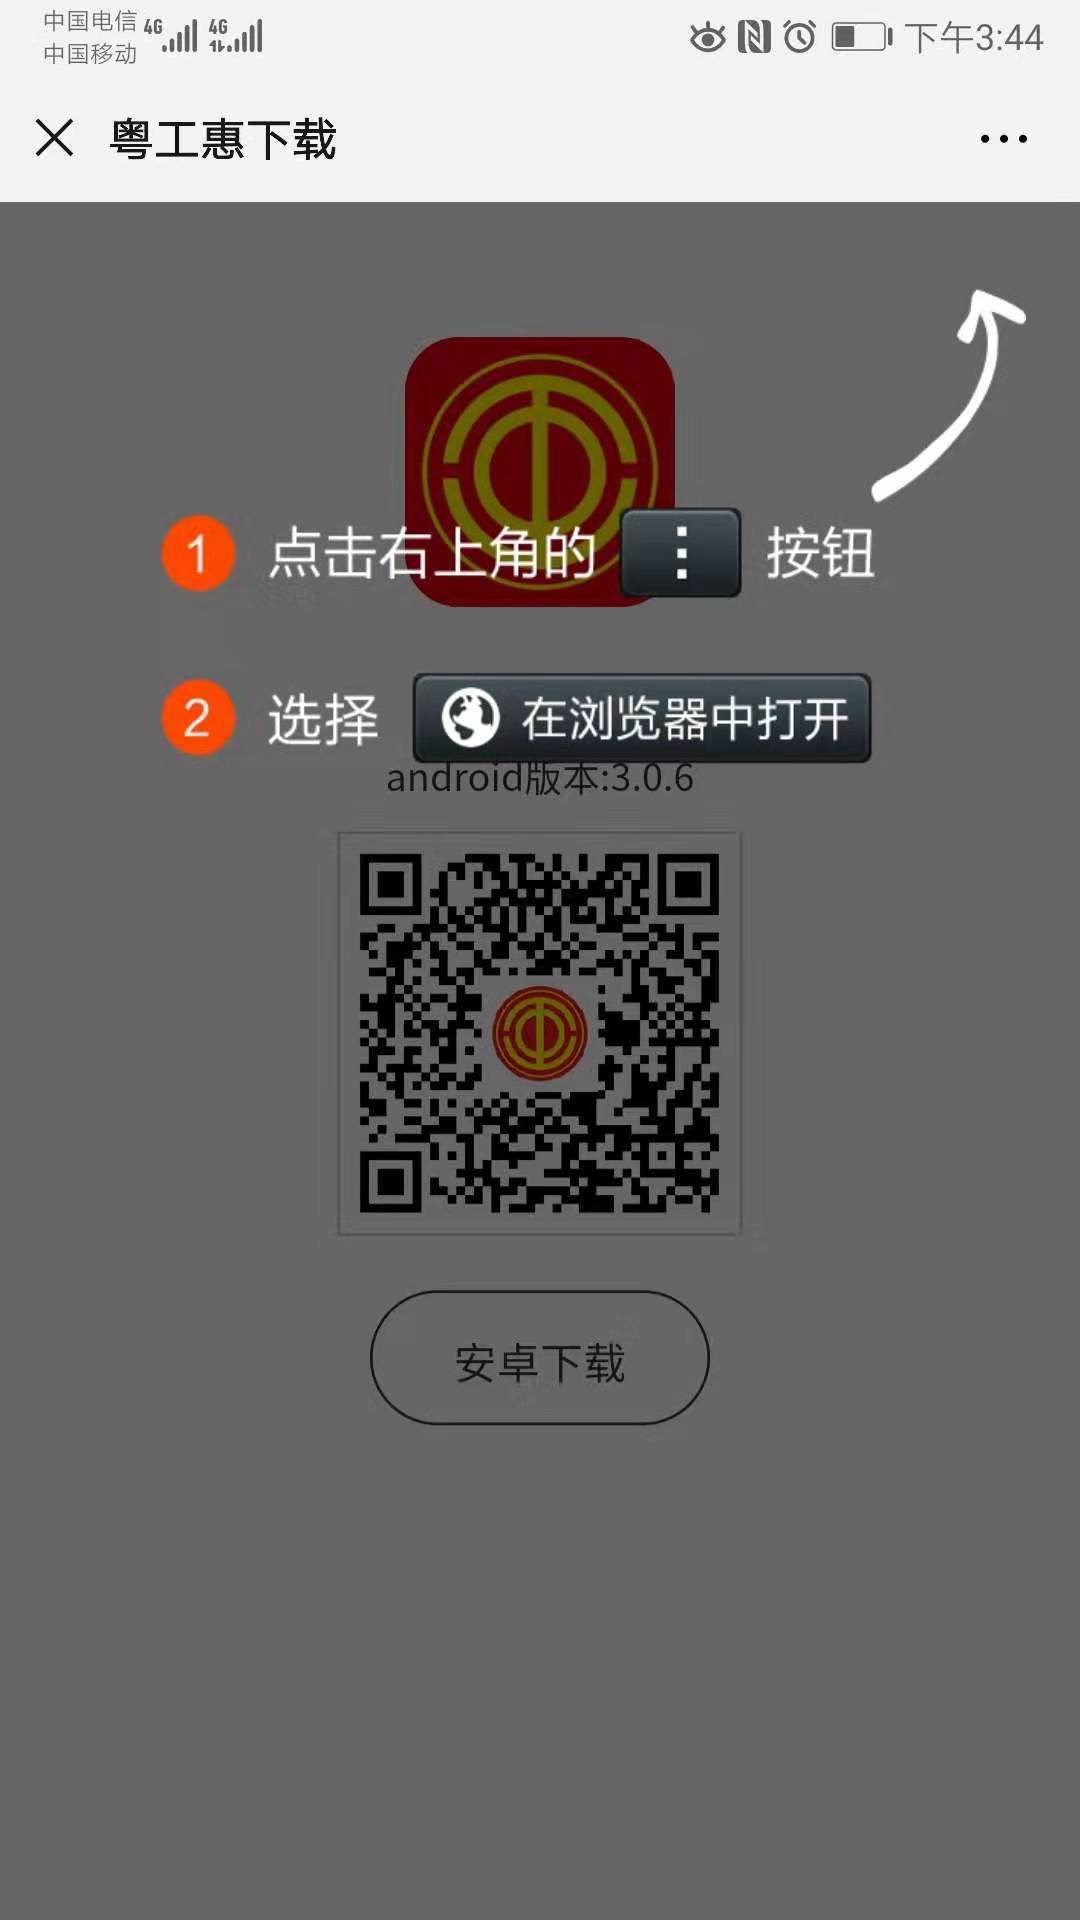 中国电信 4G 4G 下午3:44
中国移动
粤工惠下载
1 点击右上角的 按钮
2 选择 在浏览器中打开
android版本:3.0.6
安卓下载